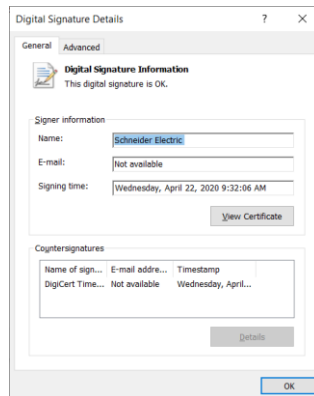 Digital Signature Details ? ×
General Advanced
Digital Signature Information
This digital signature is OK.
Signer information
Name: Schneider Electric
E-mail: Not available
Signing time: Wednesday, April 22, 2020 9:32:06 AM
View Certificate
Countersignatures
Name of sign... E-mail addre... Timestamp
DigiCert Time... Not available Wednesday, April...
Details
OK